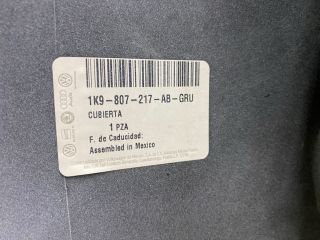 1K9-807-217-AB-GRU
CUBIERTA
1 PZA
F. de Caducidad:
Assembled in Mexico